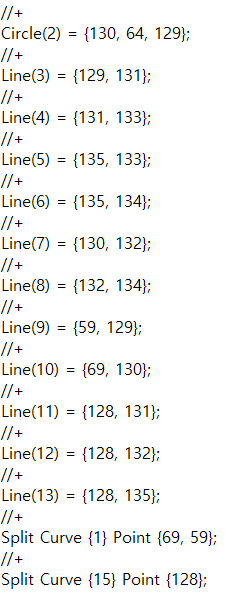 //+
Circle(2) = {130, 64, 129};
//+
Line(3) = {129, 131};
//+
Line(4) = {131, 133};
//+
Line(5) = {135, 133};
//+
Line(6) = {135, 134};
//+
Line(7) = {130, 132};
//+
Line(8) = {132, 134};
//+
Line(9) = {59, 129};
//+
Line(10) = {69, 130};
//+
Line(11) = {128, 131};
//+
Line(12) = {128, 132};
//+
Line(13) = {128, 135};
//+
Split Curve {1} Point {69, 59};
//+
Split Curve {15} Point {128};